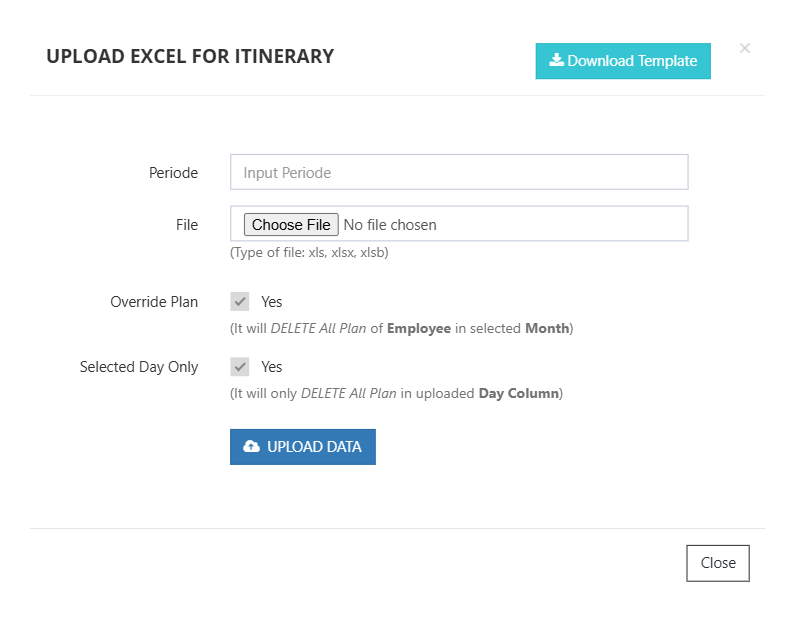 UPLOAD EXCEL FOR ITINERARY
Download Template
×
Periode
Input Periode
File
Choose File No file chosen
(Type of file: xls, xlsx, xlsb)
Override Plan
Yes
(It will DELETE All Plan of Employee in selected Month)
Selected Day Only
Yes
(It will only DELETE All Plan in uploaded Day Column)
UPLOAD DATA
Close